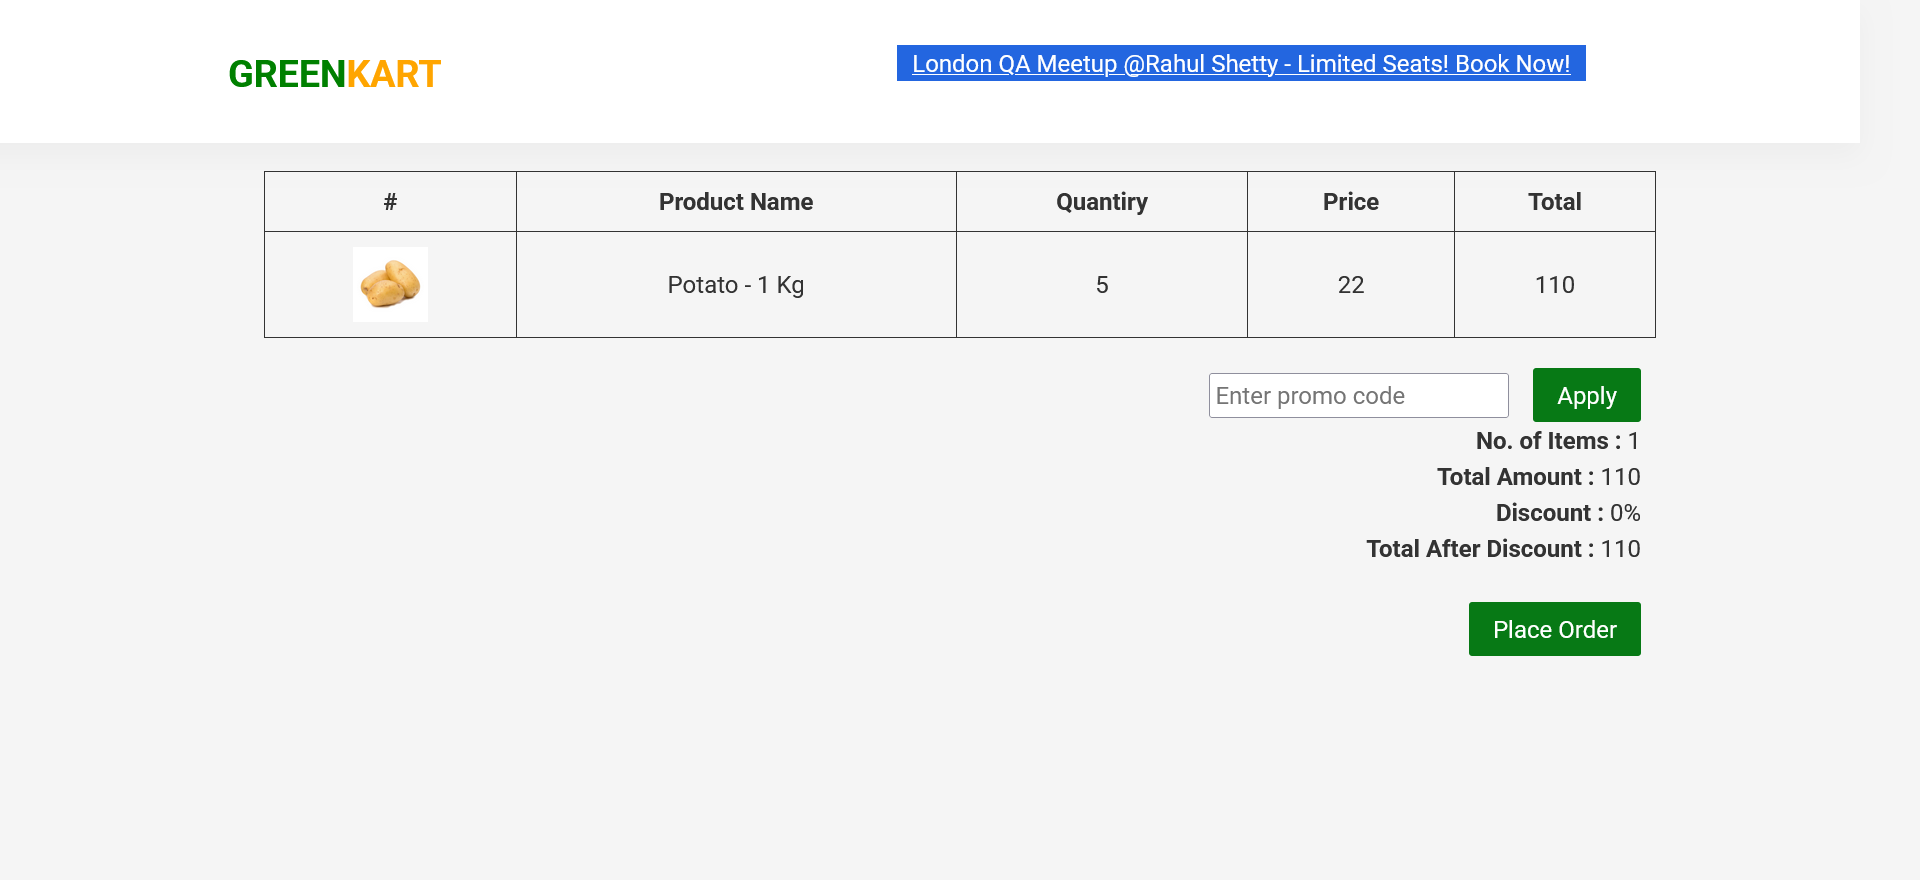 GREENKART
London QA Meetup @Rahul Shetty - Limited Seats! Book Now!
# Product Name Quantiry Price Total
Potato - 1 Kg 5 22 110
Enter promo code Apply
No. of Items : 1
Total Amount : 110
Discount : 0%
Total After Discount : 110
Place Order